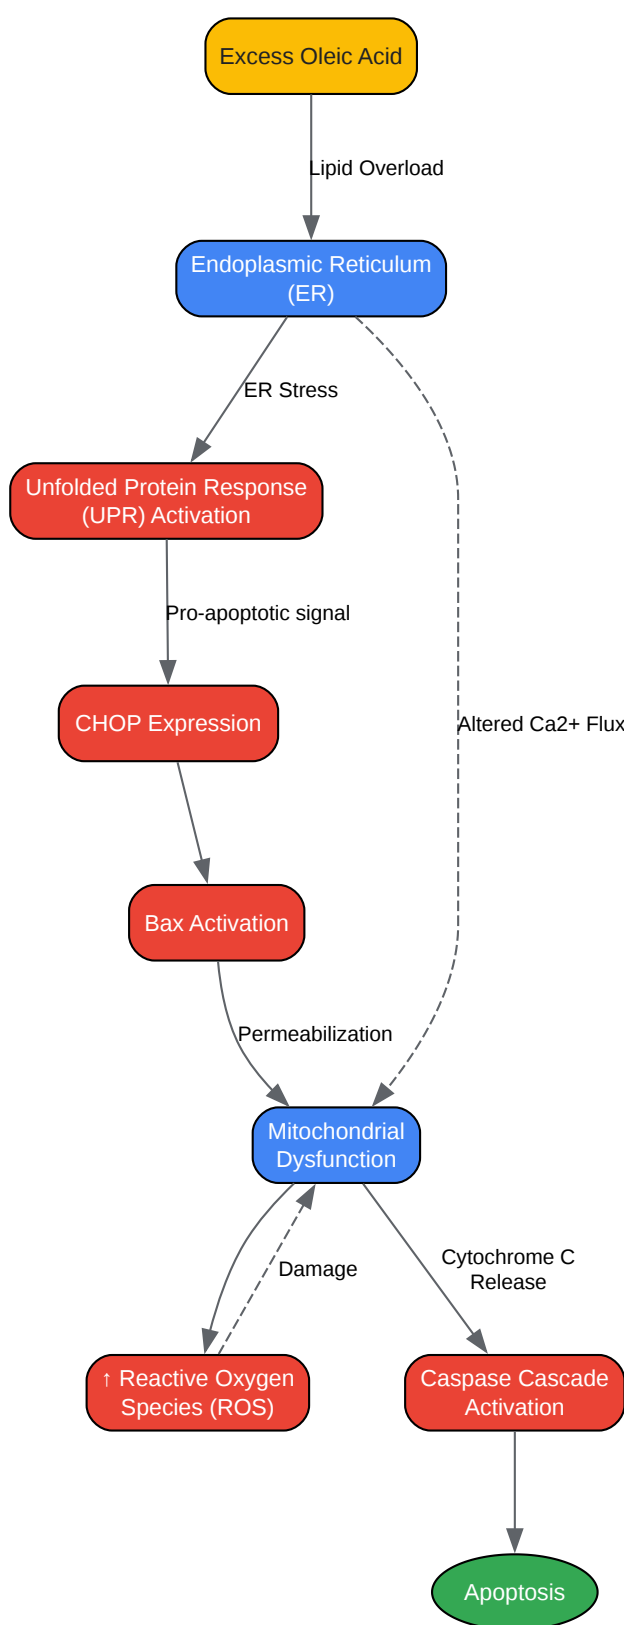 Excess Oleic Acid
Lipid Overload
Endoplasmic Reticulum
(ER)
ER Stress
Unfolded Protein Response
(UPR) Activation
Pro-apoptotic signal
CHOP Expression
Altered Ca2+ Flux
Bax Activation
Permeabilization
Mitochondrial
Dysfunction
Damage
Cytochrome C
Release
↑ Reactive Oxygen
Species (ROS)
Caspase Cascade
Activation
Apoptosis